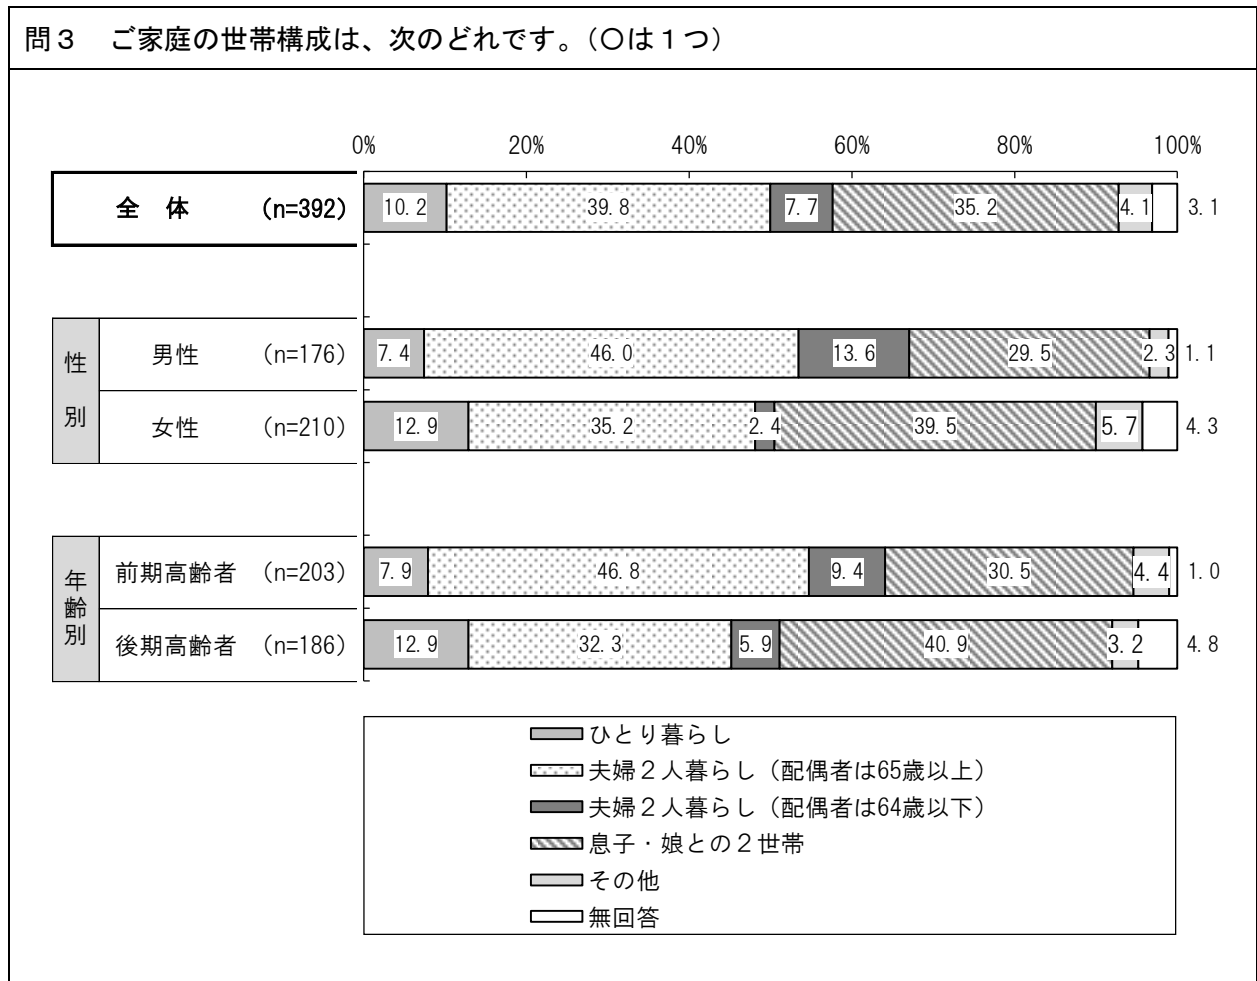 問３　ご家庭の世帯構成は、次のどれです。（〇は１つ）
0% 20% 40% 60% 80% 100%
全　体 (n=392) 10.2 39.8 7.7 35.2 4.1 3.1
性別
男性 (n=176) 7.4 46.0 13.6 29.5 2.3 1.1
女性 (n=210) 12.9 35.2 2.4 39.5 5.7 4.3
年齢別
前期高齢者 (n=203) 7.9 46.8 9.4 30.5 4.4 1.0
後期高齢者 (n=186) 12.9 32.3 5.9 40.9 3.2 4.8
ひとり暮らし
夫婦２人暮らし（配偶者は65歳以上）
夫婦２人暮らし（配偶者は64歳以下）
息子・娘との２世帯
その他
無回答